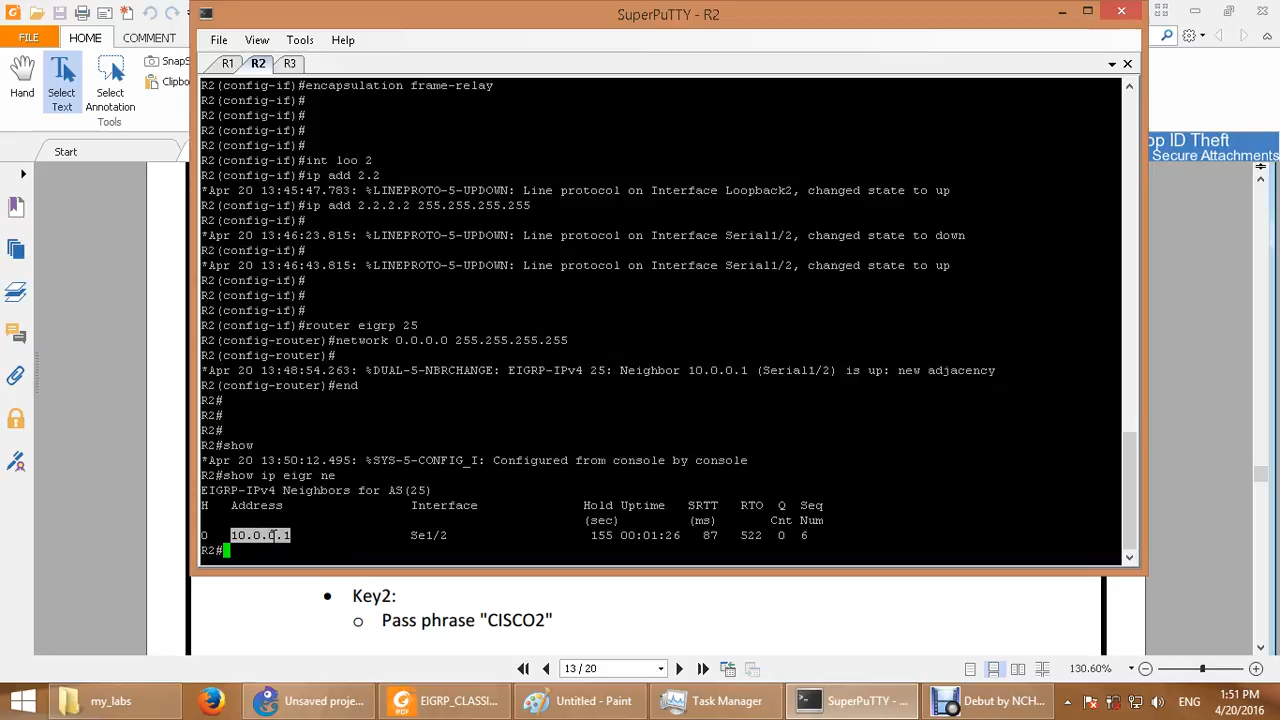 SuperPuTTY - R2
FILE HOME COMMENT
File View Tools Help
R1 R2 R3
Hand Select Text Select Annotation
SnapS
Clipbo
Tools
Start
op ID Theft
Secure Attachments
R2(config-if)#encapsulation frame-relay
R2(config-if)#
R2(config-if)#
R2(config-if)#
R2(config-if)#
R2(config-if)#int loo 2
R2(config-if)#ip add 2.2
*Apr 20 13:45:47.783: %LINEPROTO-5-UPDOWN: Line protocol on Interface Loopback2, changed state to up
R2(config-if)#ip add 2.2.2.2 255.255.255.255
R2(config-if)#
*Apr 20 13:46:23.815: %LINEPROTO-5-UPDOWN: Line protocol on Interface Serial1/2, changed state to down
R2(config-if)#
*Apr 20 13:46:43.815: %LINEPROTO-5-UPDOWN: Line protocol on Interface Serial1/2, changed state to up
R2(config-if)#
R2(config-if)#
R2(config-if)#
R2(config-if)#router eigrp 25
R2(config-router)#network 0.0.0.0 255.255.255.255
R2(config-router)#
*Apr 20 13:48:54.263: %DUAL-5-NBRCHANGE: EIGRP-IPv4 25: Neighbor 10.0.0.1 (Serial1/2) is up: new adjacency
R2(config-router)#end
R2#
R2#
R2#
R2#show
*Apr 20 13:50:12.495: %SYS-5-CONFIG_I: Configured from console by console
R2#show ip eigr ne
EIGRP-IPv4 Neighbors for AS(25)
H Address Interface Hold Uptime SRTT RTO Q Seq
(sec) (ms) Cnt Num
0 10.0.0.1 Se1/2 155 00:01:26 87 522 0 6
R2#
• Key2:
o Pass phrase "CISCO2"
13 / 20
130.60%
my_labs
Unsaved proje...
EIGRP_CLASSI...
Untitled - Paint
Task Manager
SuperPuTTY - ...
Debut by NCH...
ENG
1:51 PM
4/20/2016